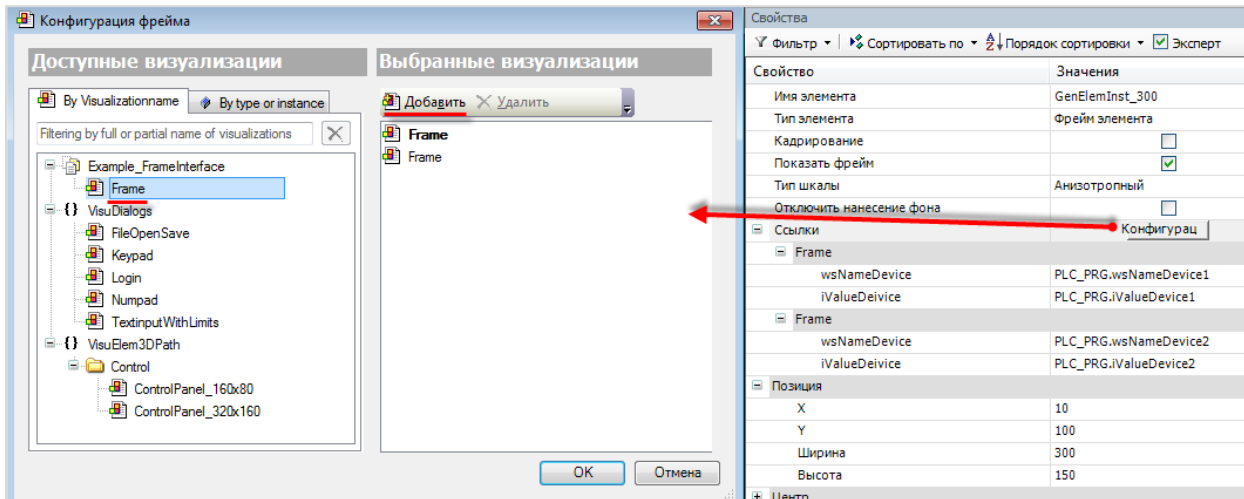 Конфигурация фрейма
Доступные визуализации
By Visualizationname
By type or instance
Filtering by full or partial name of visualizations
Example_FrameInterface
Frame
VisuDialogs
FileOpenSave
Keypad
Login
Numpad
TextinputWithLimits
VisuElem3DPath
Control
ControlPanel_160x80
ControlPanel_320x160
Выбранные визуализации
Добавить
Удалить
Frame
Frame
OK
Отмена
Свойства
Фильтр
Сортировать по
Порядок сортировки
Эксперт
Свойство Значения
Имя элемента GenElemInst_300
Тип элемента Фрейм элемента
Кадрирование
Показать фрейм
Тип шкалы Анизотропный
Отключить нанесение фона
Ссылки Конфигурац
Frame
wsNameDevice PLC_PRG.wsNameDevice1
iValueDeivice PLC_PRG.iValueDevice1
Frame
wsNameDevice PLC_PRG.wsNameDevice2
iValueDeivice PLC_PRG.iValueDevice2
Позиция
X 10
Y 100
Ширина 300
Высота 150
Центр